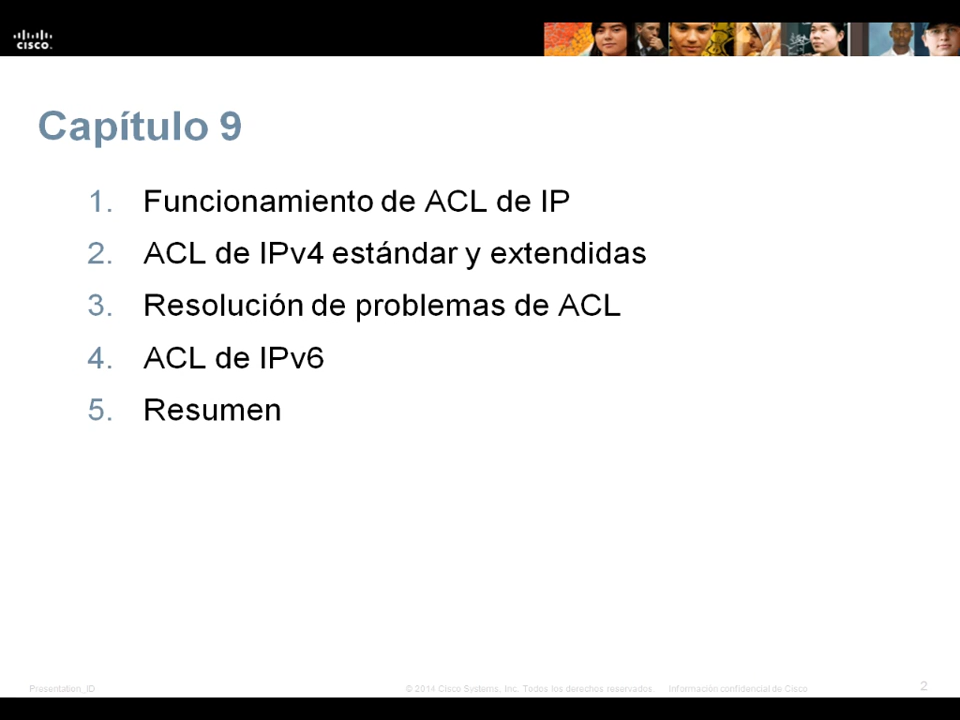 CISCO.
Capítulo 9
1. Funcionamiento de ACL de IP
2. ACL de IPv4 estándar y extendidas
3. Resolución de problemas de ACL
4. ACL de IPv6
5. Resumen
Presentation_ID © 2014 Cisco Systems, Inc. Todos los derechos reservados. Información confidencial de Cisco 2